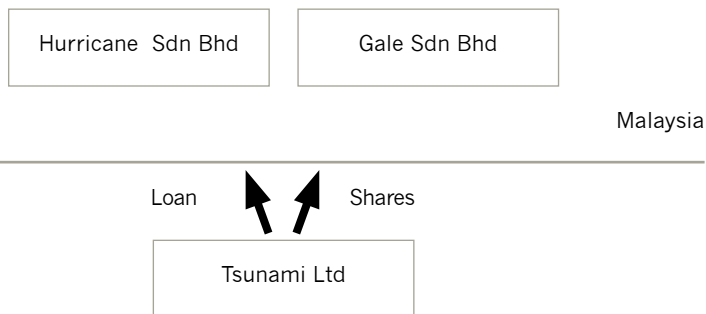 Hurricane Sdn Bhd
Gale Sdn Bhd
Malaysia
Loan
Shares
Tsunami Ltd